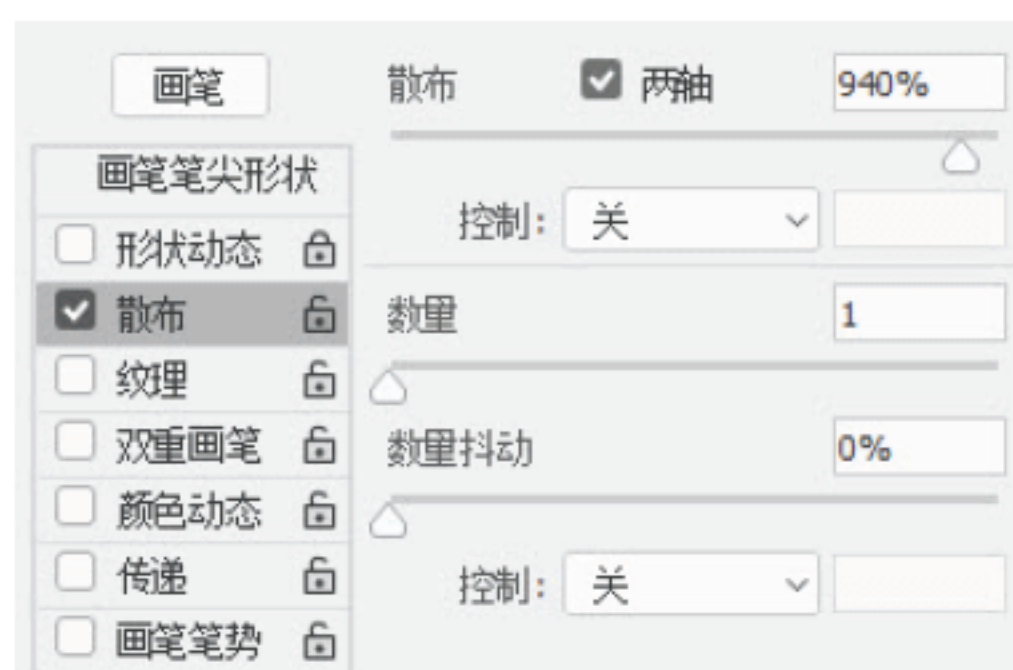 画笔
画笔笔尖形状
形状动态
散布
纹理
双重画笔
颜色动态
传递
画笔笔势
散布 两轴 940%
控制: 关
数量 1
数量抖动 0%
控制: 关